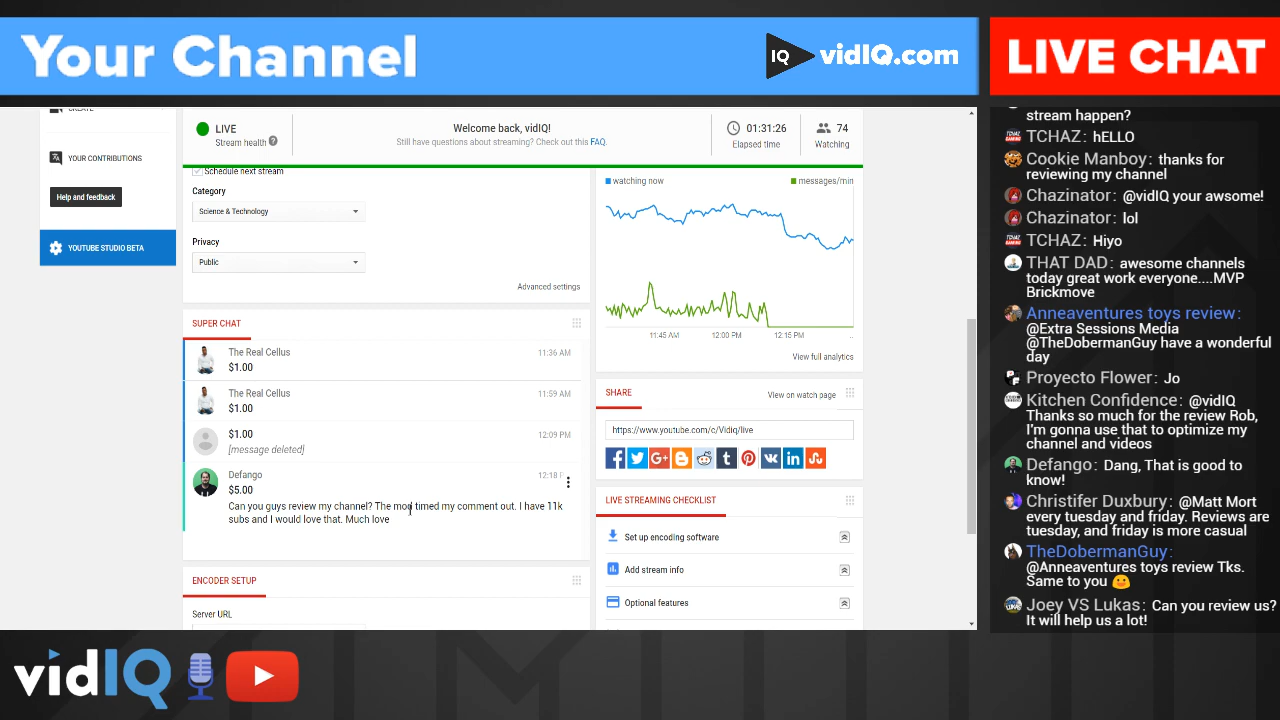 Your Channel
IQ vidIQ.com
LIVE CHAT
CREATE
YOUR CONTRIBUTIONS
Help and feedback
YOUTUBE STUDIO BETA
LIVE
Stream health ?
Welcome back, vidIQ!
Still have questions about streaming? Check out this FAQ.
01:31:26
Elapsed time
74
Watching
Schedule next stream
Category
Science & Technology
Privacy
Public
Advanced settings
watching now
messages/min
11:45 AM
12:00 PM
12:15 PM
..
View full analytics
SUPER CHAT
The Real Cellus
11:36 AM
$1.00
The Real Cellus
11:59 AM
$1.00
$1.00
12:09 PM
[message deleted]
Defango
12:18 P
$5.00
Can you guys review my channel? The mod timed my comment out. I have 11k
subs and I would love that. Much love
SHARE
View on watch page
https://www.youtube.com/c/Vidiq/live
LIVE STREAMING CHECKLIST
Set up encoding software
Add stream info
Optional features
ENCODER SETUP
Server URL
stream happen?
TCHAZ: hELLO
Cookie Manboy: thanks for
reviewing my channel
Chazinator: @vidIQ your awsome!
Chazinator: lol
TCHAZ: Hiyo
THAT DAD: awesome channels
today great work everyone....MVP
Brickmove
Anneaventures toys review:
@Extra Sessions Media
@TheDobermanGuy have a wonderful
day
Proyecto Flower: Jo
Kitchen Confidence: @vidIQ
Thanks so much for the review Rob,
I'm gonna use that to optimize my
channel and videos
Defango: Dang, That is good to
know!
Christifer Duxbury: @Matt Mort
every tuesday and friday. Reviews are
tuesday, and friday is more casual
TheDobermanGuy:
@Anneaventures toys review Tks.
Same to you
Joey VS Lukas: Can you review us?
It will help us a lot!
vidIQ